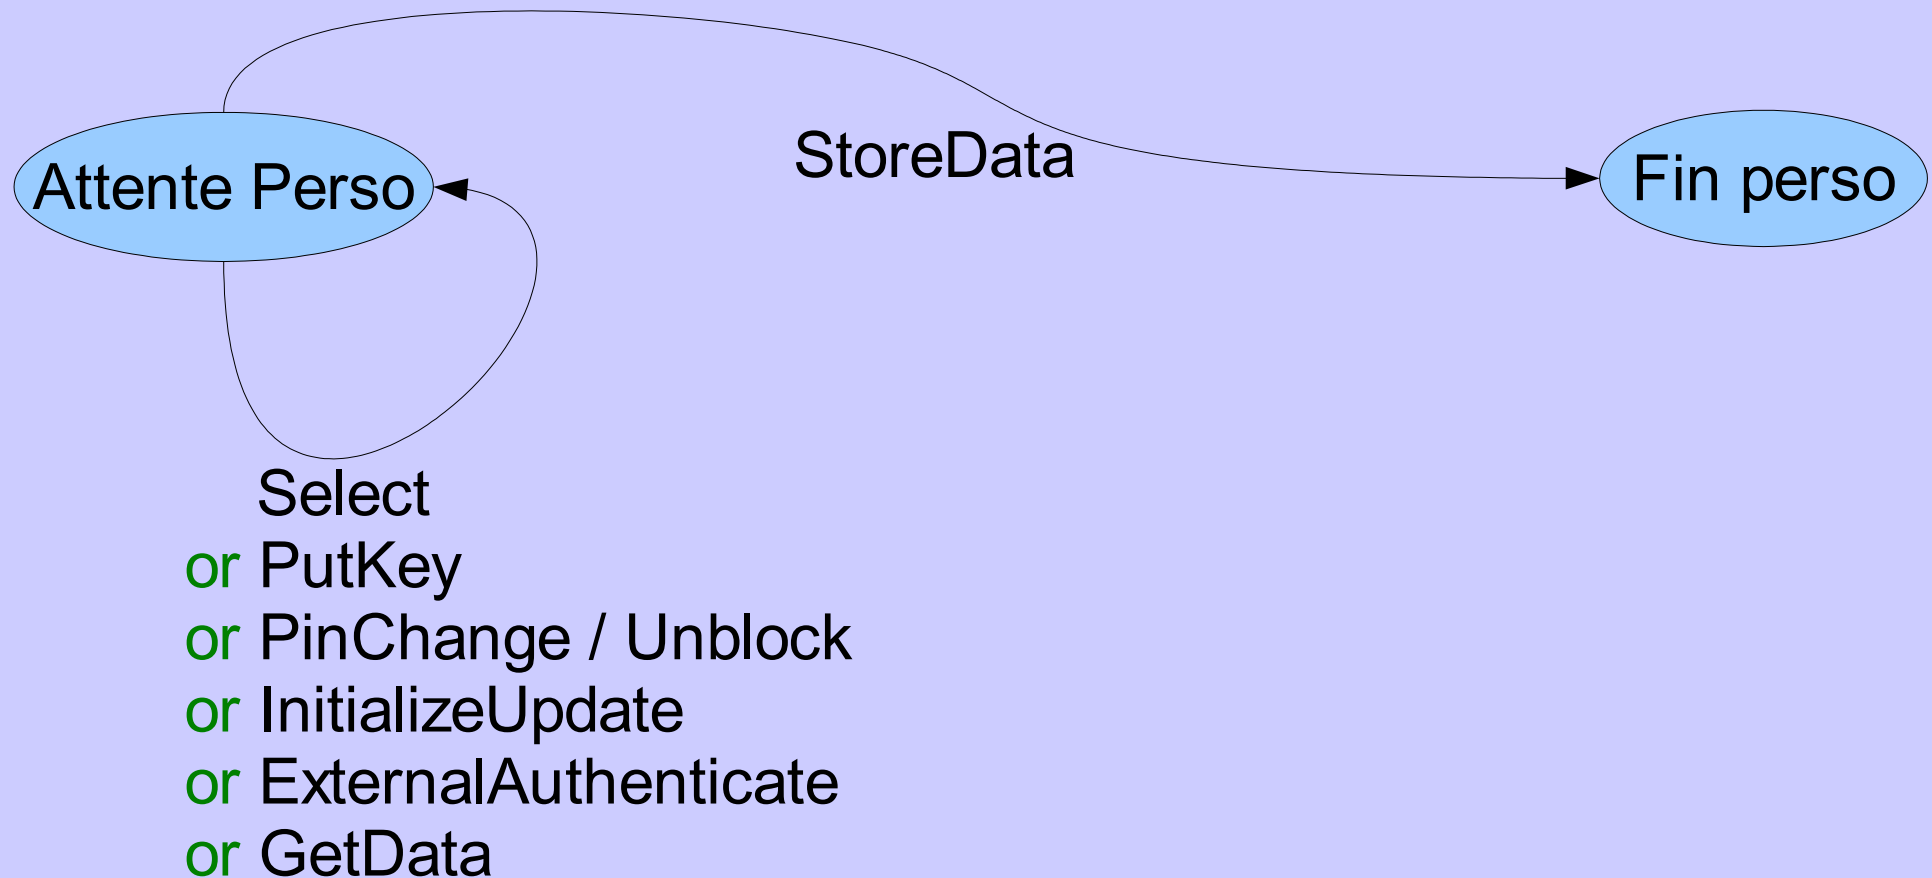 StoreData
Attente Perso
Fin perso
Select
or PutKey
or PinChange / Unblock
or InitializeUpdate
or ExternalAuthenticate
or GetData